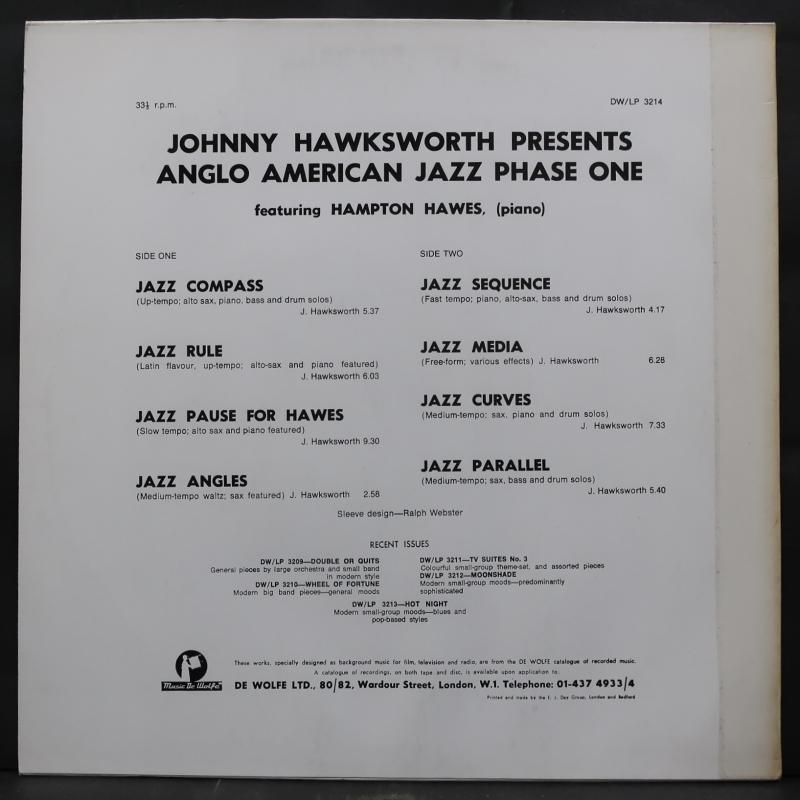 33⅓ r.p.m.
DW/LP 3214
JOHNNY HAWKSWORTH PRESENTS
ANGLO AMERICAN JAZZ PHASE ONE
featuring HAMPTON HAWES, (piano)
SIDE ONE
JAZZ COMPASS
(Up-tempo; alto sax, piano, bass and drum solos)
J. Hawksworth 5.37
JAZZ RULE
(Latin flavour, up-tempo; alto-sax and piano featured)
J. Hawksworth 6.03
JAZZ PAUSE FOR HAWES
(Slow tempo; alto sax and piano featured)
J. Hawksworth 9.30
JAZZ ANGLES
(Medium-tempo waltz; sax featured) J. Hawksworth 2.58
SIDE TWO
JAZZ SEQUENCE
(Fast tempo; piano, alto-sax, bass and drum solos)
J. Hawksworth 4.17
JAZZ MEDIA
(Free-form; various effects) J. Hawksworth 6.28
JAZZ CURVES
(Medium-tempo; sax, piano and drum solos)
J. Hawksworth 7.33
JAZZ PARALLEL
(Medium-tempo; sax, bass and drum solos)
J. Hawksworth 5.40
Sleeve design—Ralph Webster
RECENT ISSUES
DW/LP 3209—DOUBLE OR QUITS
General pieces by large orchestra and small band
in modern style
DW/LP 3210—WHEEL OF FORTUNE
Modern big band pieces—general moods
DW/LP 3211—TV SUITES No. 3
Colourful small-group theme-set, and assorted pieces
DW/LP 3212—MOONSHADE
Modern small-group moods—predominantly
sophisticated
DW/LP 3213—HOT NIGHT
Modern small-group moods—blues and
pop-based styles
Music De Wolfe
These works, specially designed as background music for film, television and radio, are from the DE WOLFE catalogue of recorded music.
A catalogue of recordings, on both tape and disc, is available upon application to.
DE WOLFE LTD., 80/82, Wardour Street, London, W.1. Telephone: 01-437 4933/4
Printed and made by the E. J. Day Group, London and Bedford